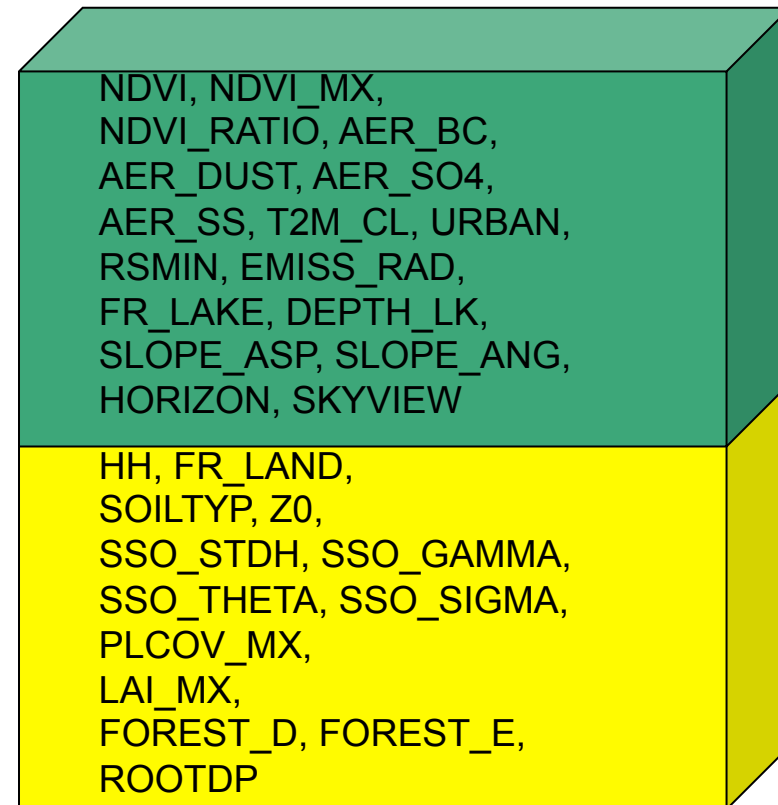 NDVI, NDVI_MX,
NDVI_RATIO, AER_BC,
AER_DUST, AER_SO4,
AER_SS, T2M_CL, URBAN,
RSMIN, EMISS_RAD,
FR_LAKE, DEPTH_LK,
SLOPE_ASP, SLOPE_ANG,
HORIZON, SKYVIEW
HH, FR_LAND,
SOILTYP, Z0,
SSO_STDH, SSO_GAMMA,
SSO_THETA, SSO_SIGMA,
PLCOV_MX,
LAI_MX,
FOREST_D, FOREST_E,
ROOTDP